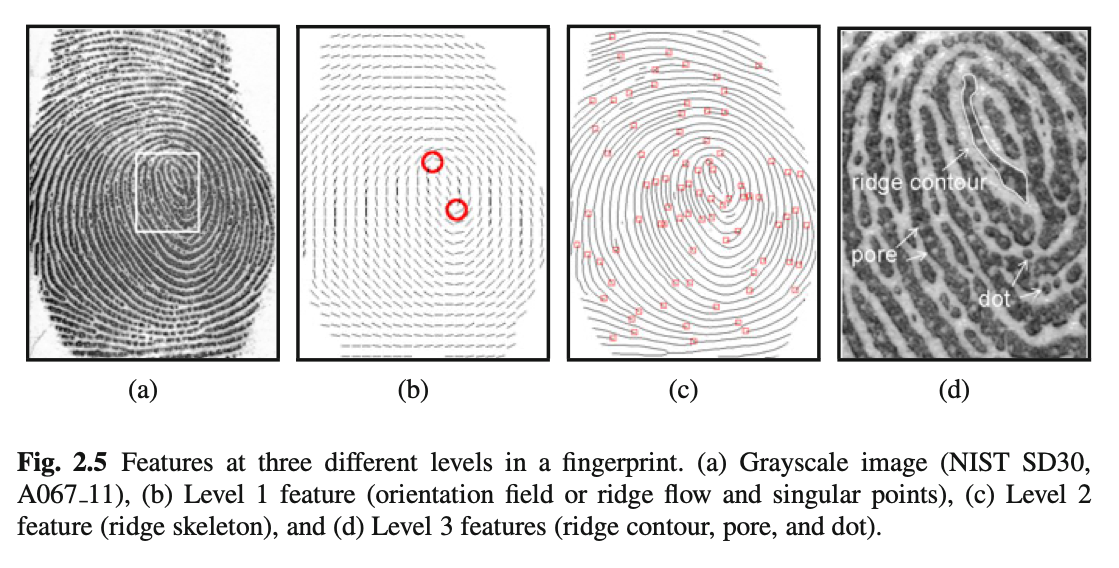 ridge contour
pore
dot
(a)
(b)
(c)
(d)
Fig. 2.5 Features at three different levels in a fingerprint. (a) Grayscale image (NIST SD30,
A067_11), (b) Level 1 feature (orientation field or ridge flow and singular points), (c) Level 2
feature (ridge skeleton), and (d) Level 3 features (ridge contour, pore, and dot).